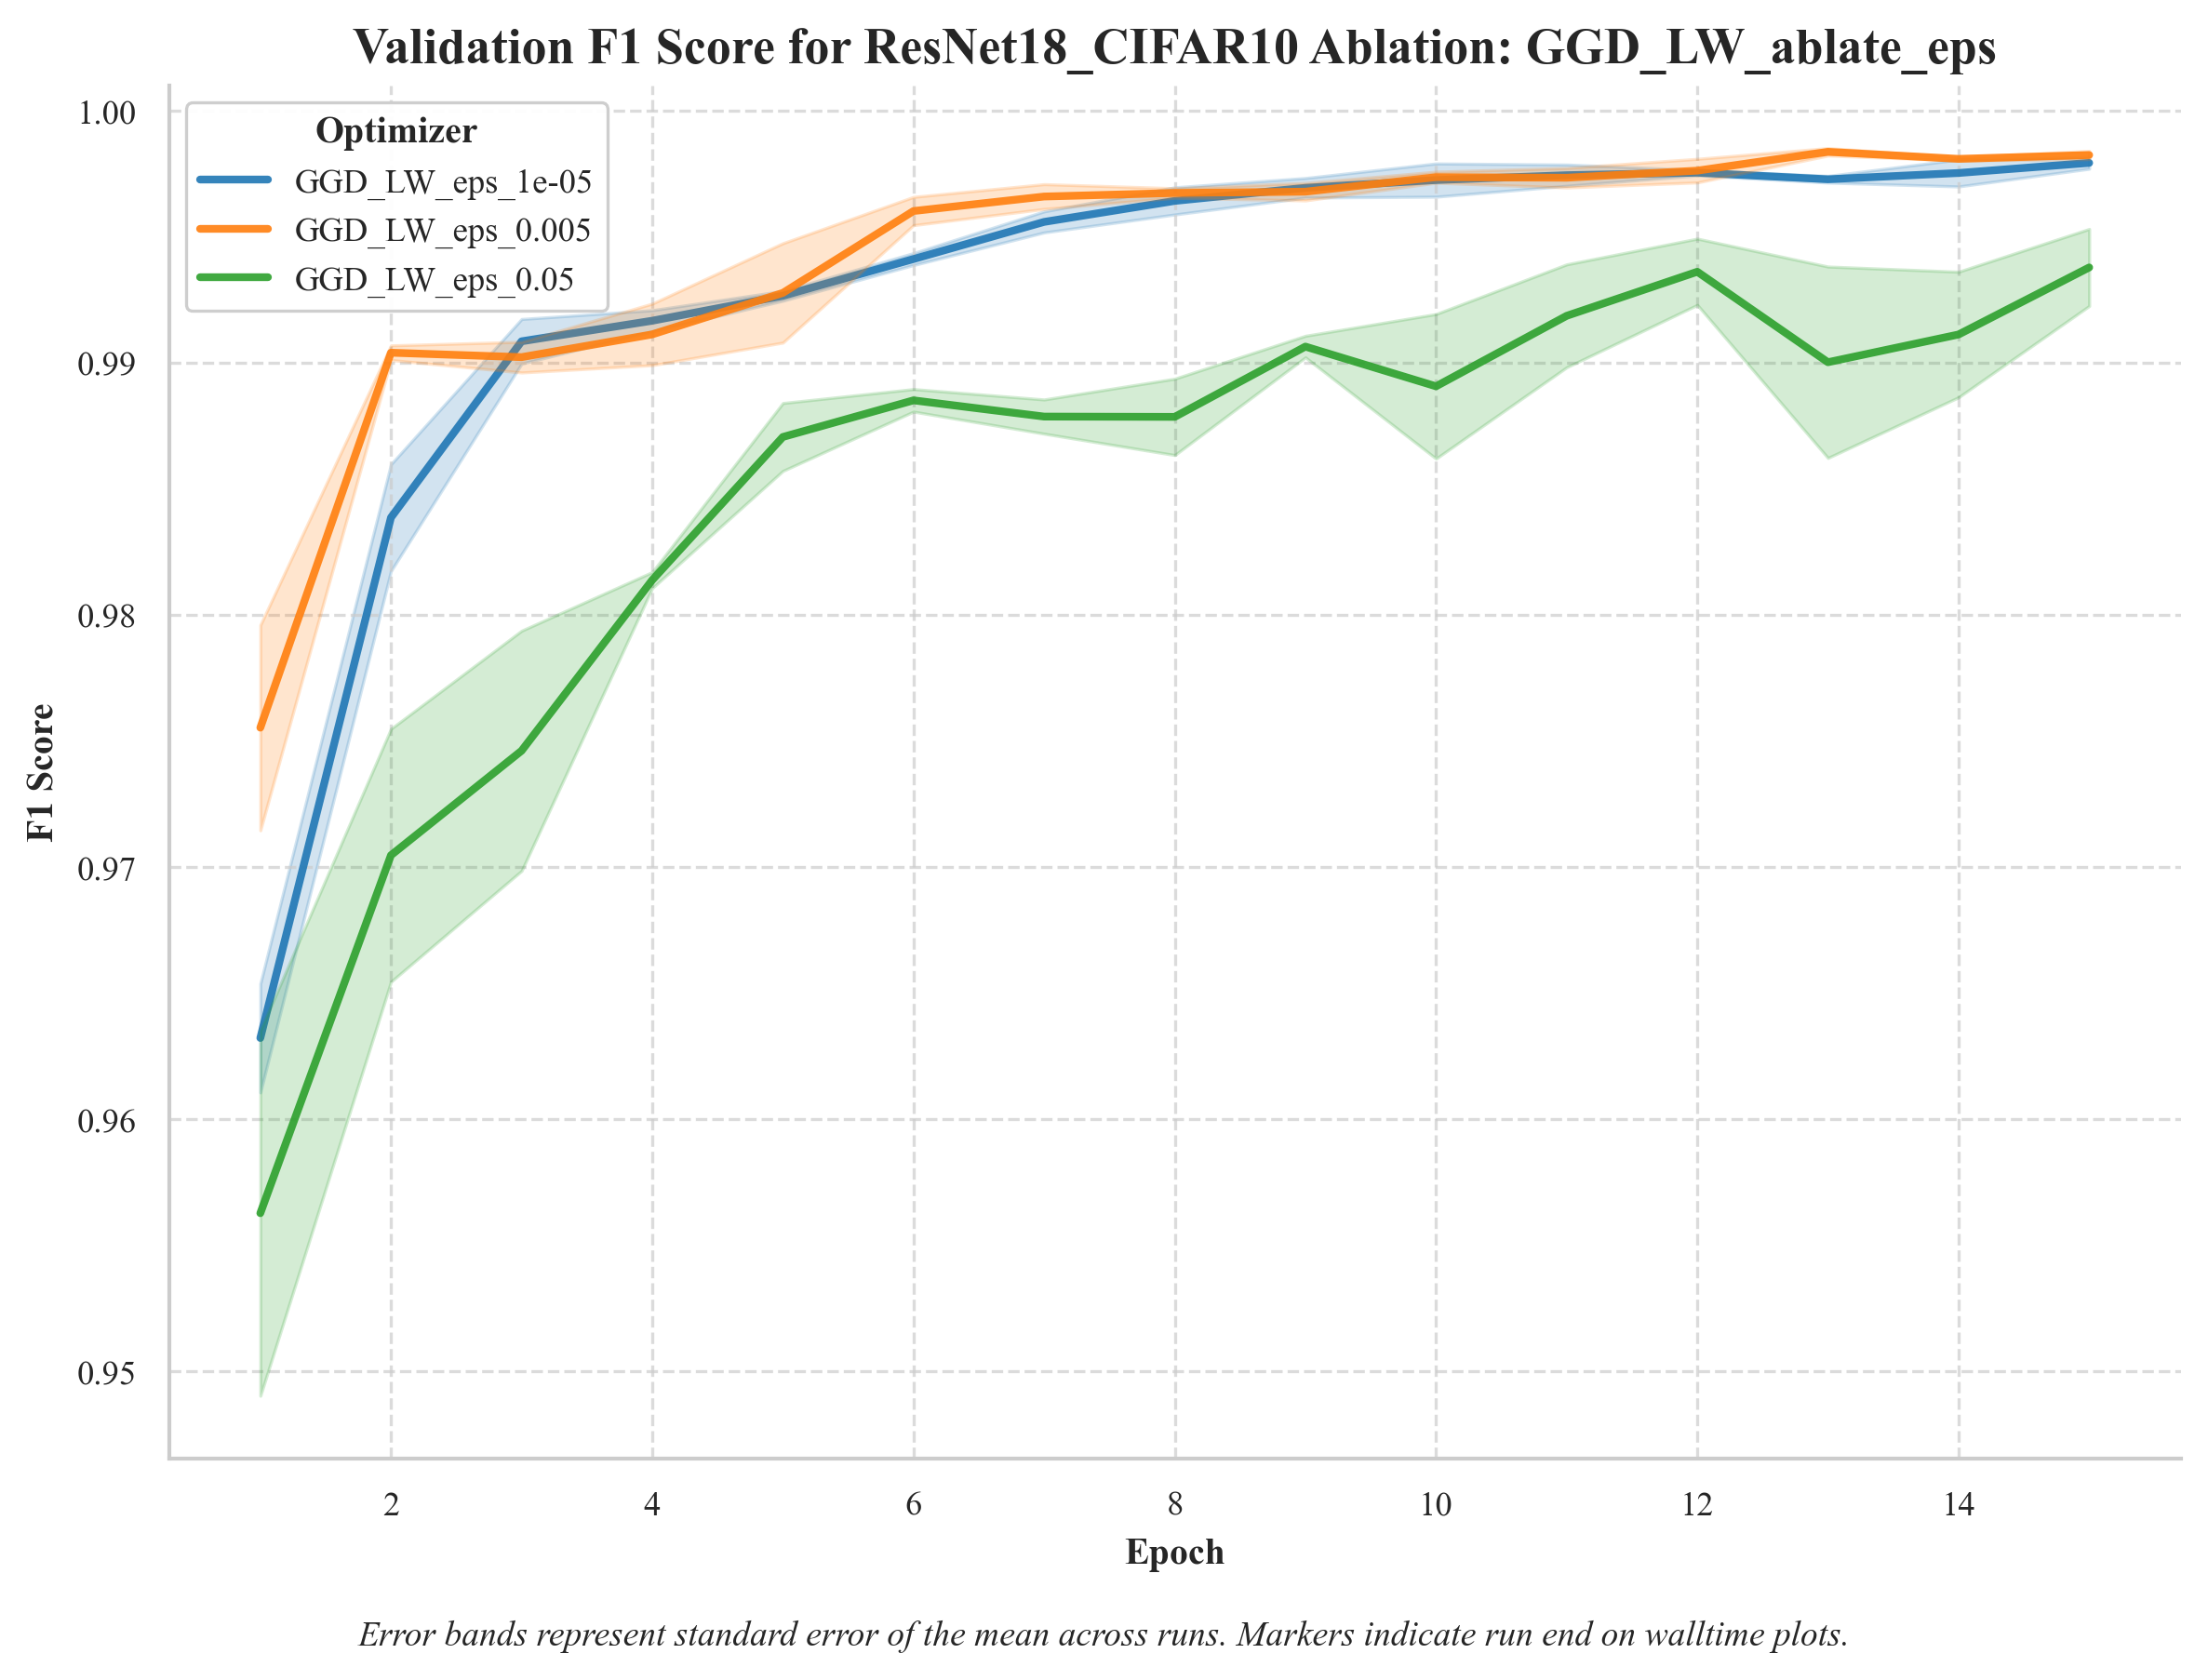 Validation F1 Score for ResNet18_CIFAR10 Ablation: GGD_LW_ablate_eps
Optimizer
GGD_LW_eps_1e-05
GGD_LW_eps_0.005
GGD_LW_eps_0.05
1.00
0.99
0.98
0.97
0.96
0.95
F1 Score
2 4 6 8 10 12 14
Epoch
Error bands represent standard error of the mean across runs. Markers indicate run end on walltime plots.